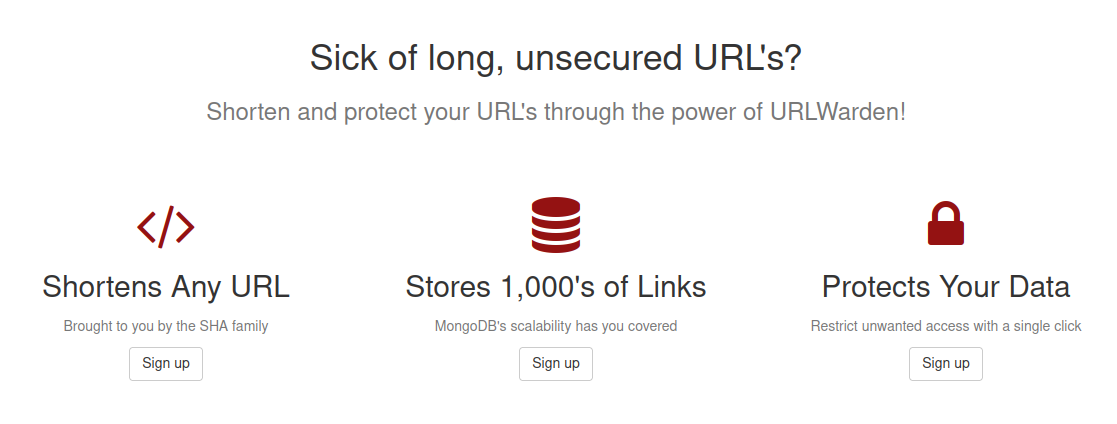 Sick of long, unsecured URL's?
Shorten and protect your URL's through the power of URLWarden!
Shortens Any URL
Brought to you by the SHA family
Sign up
Stores 1,000's of Links
MongoDB's scalability has you covered
Sign up
Protects Your Data
Restrict unwanted access with a single click
Sign up